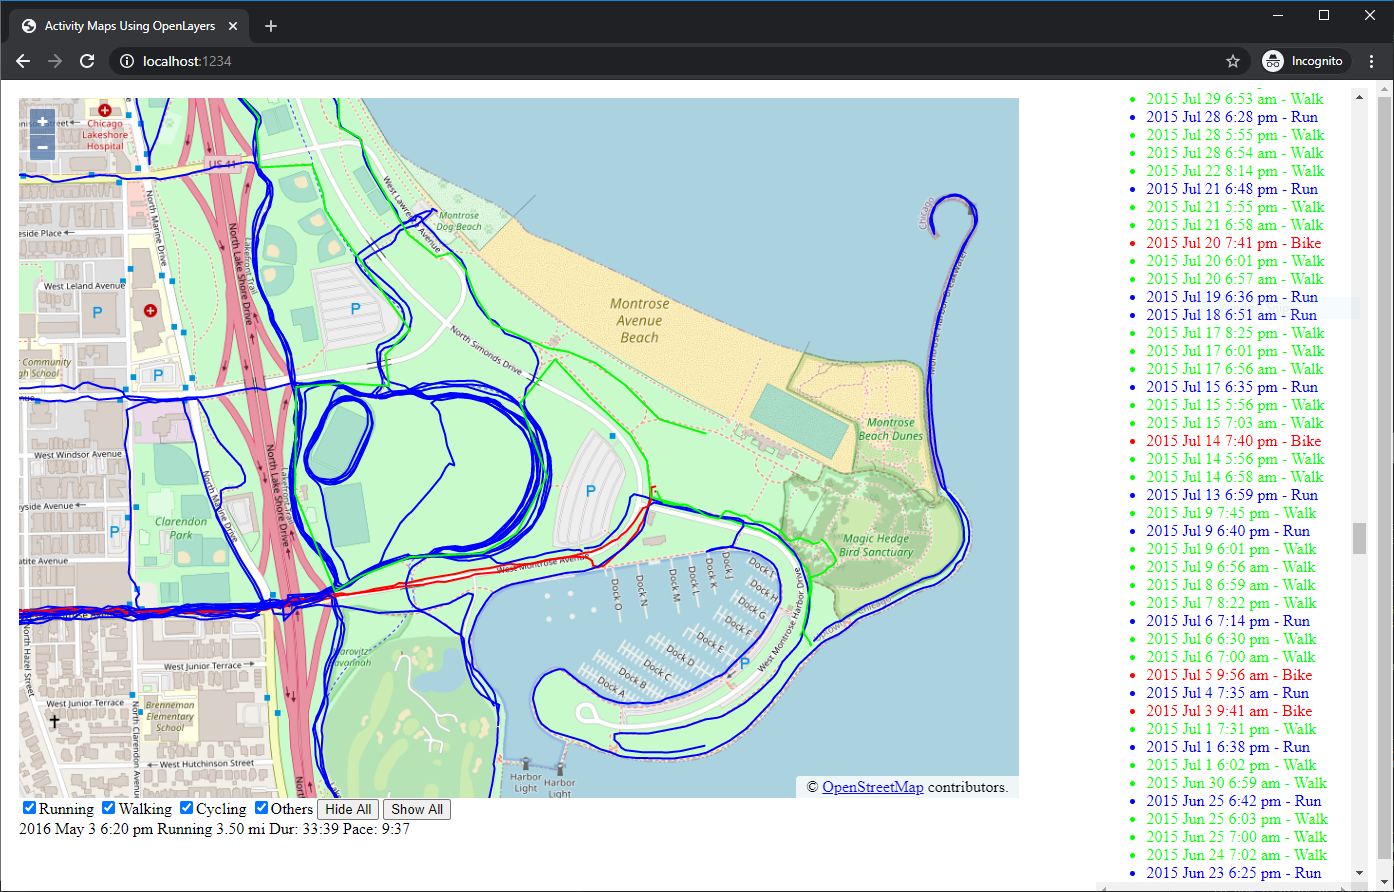 Activity Maps Using OpenLayers
localhost:1234
Incognito
+
−
Chicago
Lakeshore
Hospital
US 41
North Marine Drive
North Lake Shore Drive
Lakefront Trail
West Lawrence Avenue
Montrose
Dog Beach
Chicago
West Leland Avenue
P
P
Montrose
Avenue
Beach
North Simonds Drive
Community
P
Montrose
Beach Dunes
West Windsor Avenue
North Lake Shore Drive
North Marine Drive
P
P
Clarendon
Park
Magic Hedge
Bird Sanctuary
West Montrose Avenue
Dock O
Dock N
Dock M
Dock L
Dock K
Dock J
Dock I
Dock H
Dock G
Dock F
Dock E
Dock D
Dock C
Dock B
Dock A
P
West Montrose Harbor Drive
North Hazel Street
West Junior Terrace
West Junior Terrace
Brenneman
Elementary
School
North Clarendon Avenue
West Hutchinson Street
Harbor
Light
Harbor
Light
© OpenStreetMap contributors.
Running Walking Cycling Others Hide All Show All
2016 May 3 6:20 pm Running 3.50 mi Dur: 33:39 Pace: 9:37
2015 Jul 29 6:53 am - Walk
2015 Jul 28 6:28 pm - Run
2015 Jul 28 5:55 pm - Walk
2015 Jul 28 6:54 am - Walk
2015 Jul 22 8:14 pm - Walk
2015 Jul 21 6:48 pm - Run
2015 Jul 21 5:55 pm - Walk
2015 Jul 21 6:58 am - Walk
2015 Jul 20 7:41 pm - Bike
2015 Jul 20 6:01 pm - Walk
2015 Jul 20 6:57 am - Walk
2015 Jul 19 6:36 pm - Run
2015 Jul 18 6:51 am - Run
2015 Jul 17 8:25 pm - Walk
2015 Jul 17 6:01 pm - Walk
2015 Jul 17 6:56 am - Walk
2015 Jul 15 6:35 pm - Run
2015 Jul 15 5:56 pm - Walk
2015 Jul 15 7:03 am - Walk
2015 Jul 14 7:40 pm - Bike
2015 Jul 14 5:56 pm - Walk
2015 Jul 14 6:58 am - Walk
2015 Jul 13 6:59 pm - Run
2015 Jul 9 7:45 pm - Walk
2015 Jul 9 6:40 pm - Run
2015 Jul 9 6:01 pm - Walk
2015 Jul 9 6:56 am - Walk
2015 Jul 8 6:59 am - Walk
2015 Jul 7 8:22 pm - Walk
2015 Jul 6 7:14 pm - Run
2015 Jul 6 6:30 pm - Walk
2015 Jul 6 7:00 am - Walk
2015 Jul 5 9:56 am - Bike
2015 Jul 4 7:35 am - Run
2015 Jul 3 9:41 am - Bike
2015 Jul 1 7:31 pm - Walk
2015 Jul 1 6:38 pm - Run
2015 Jul 1 6:02 pm - Walk
2015 Jun 30 6:59 am - Walk
2015 Jun 25 6:42 pm - Run
2015 Jun 25 6:03 pm - Walk
2015 Jun 25 7:00 am - Walk
2015 Jun 24 7:02 am - Walk
2015 Jun 23 6:25 pm - Run